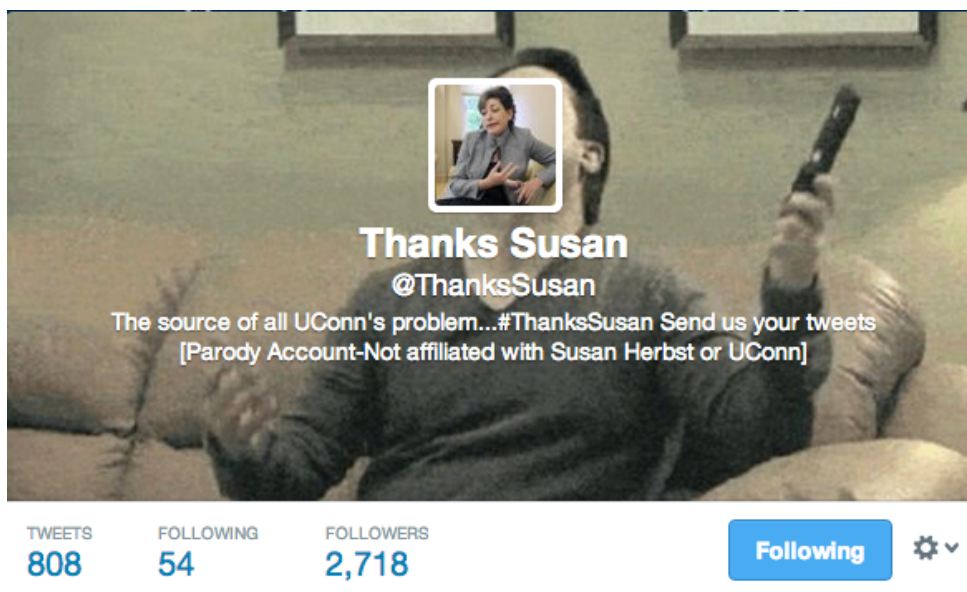 Thanks Susan
@ThanksSusan
The source of all UConn's problem...#ThanksSusan Send us your tweets
[Parody Account-Not affiliated with Susan Herbst or UConn]
TWEETS FOLLOWING FOLLOWERS
808 54 2,718
Following